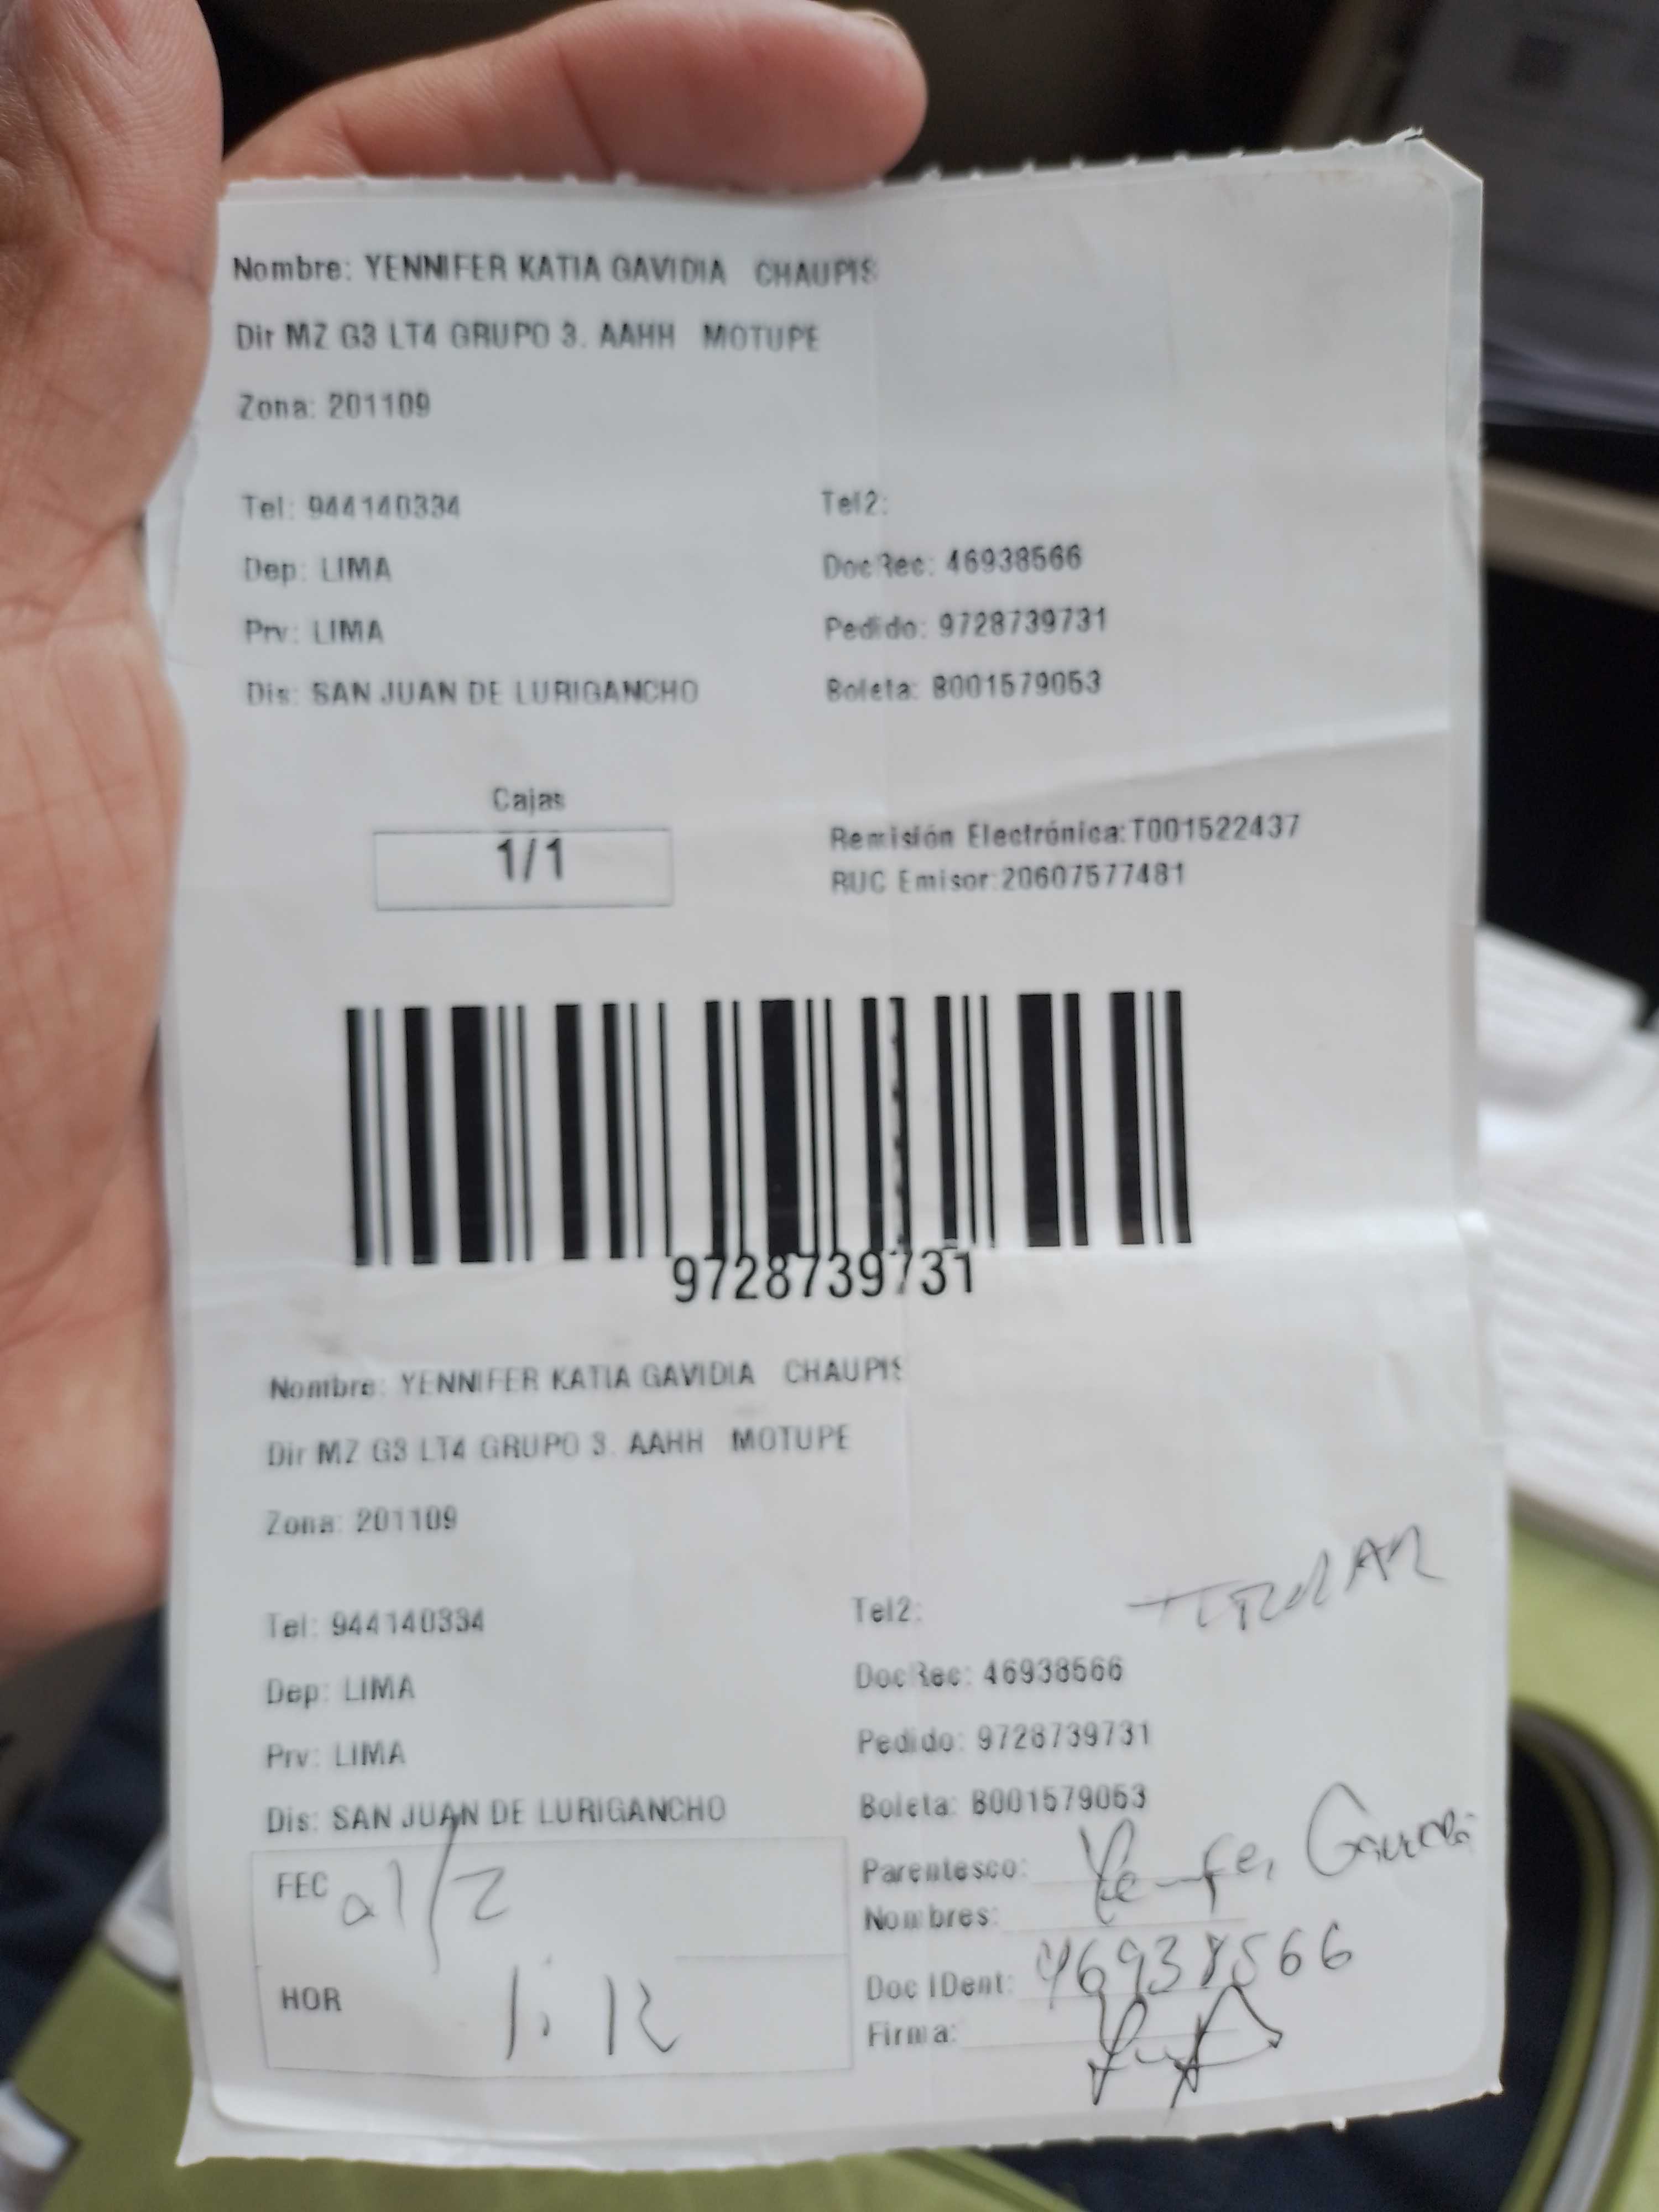 Nombre: YENNIFER KATIA GAVIDIA CHAUPIS
Dir MZ G3 LT4 GRUPO 3. AAHH MOTUPE
Zona: 201109
Tel: 944140334 Tel2:
Dep: LIMA DocRec: 46938566
Prv: LIMA Pedido: 9728739731
Dis: SAN JUAN DE LURIGANCHO Boleta: B001579053
Cajas
1/1
Remisión Electrónica:T001522437
RUC Emisor:20607577481
9728739731
Nombre: YENNIFER KATIA GAVIDIA CHAUPIS
Dir MZ G3 LT4 GRUPO 3. AAHH MOTUPE
Zona: 201109
Tel: 944140334 Tel2:
Dep: LIMA DocRec: 46938566
Prv: LIMA Pedido: 9728739731
Dis: SAN JUAN DE LURIGANCHO Boleta: B001579053
FEC 01/2
Parentesco:
Nombres:
HOR 1:12
Doc IDent: 46938566
Firma: